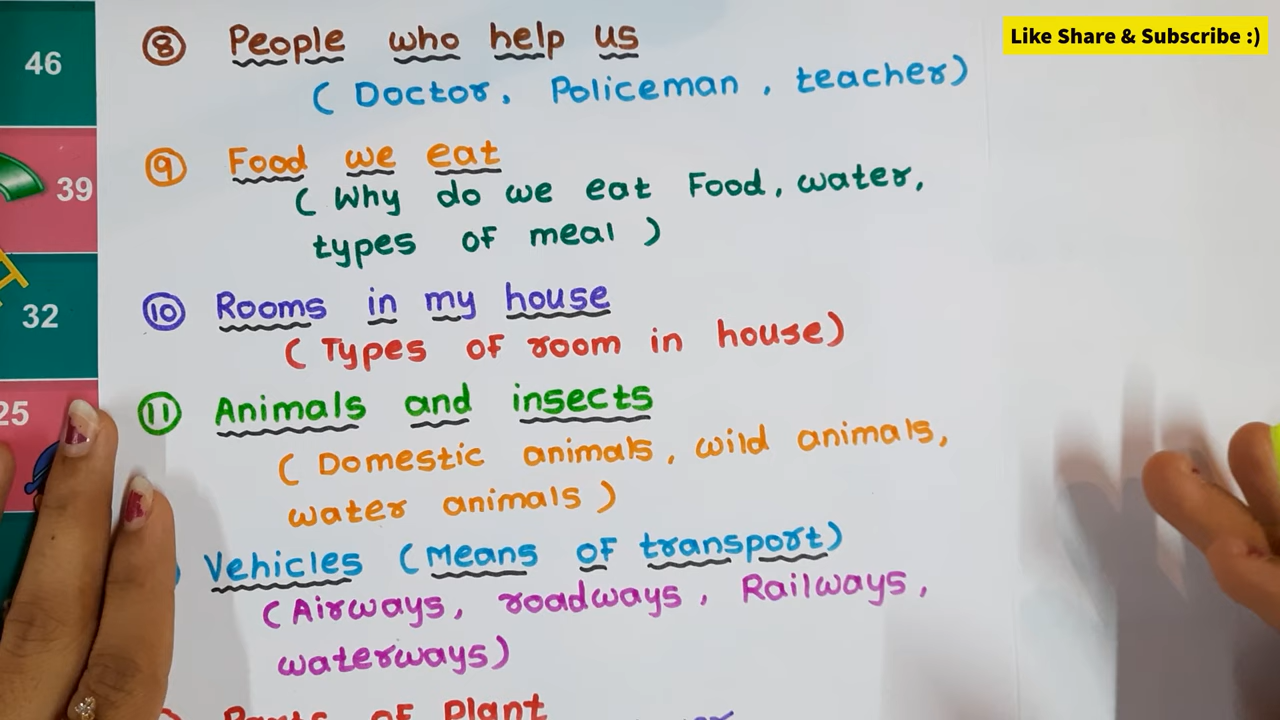 46
39
32
25
Like Share & Subscribe :)
⑧ People who help us
( Doctor, Policeman, teacher)
⑨ Food we eat
( Why do we eat Food, water,
types of meal )
⑩ Rooms in my house
( Types of room in house)
⑪ Animals and insects
( Domestic animals, wild animals,
water animals )
Vehicles (Means of transport)
(Airways, roadways, Railways,
waterways)
Parts of Plant